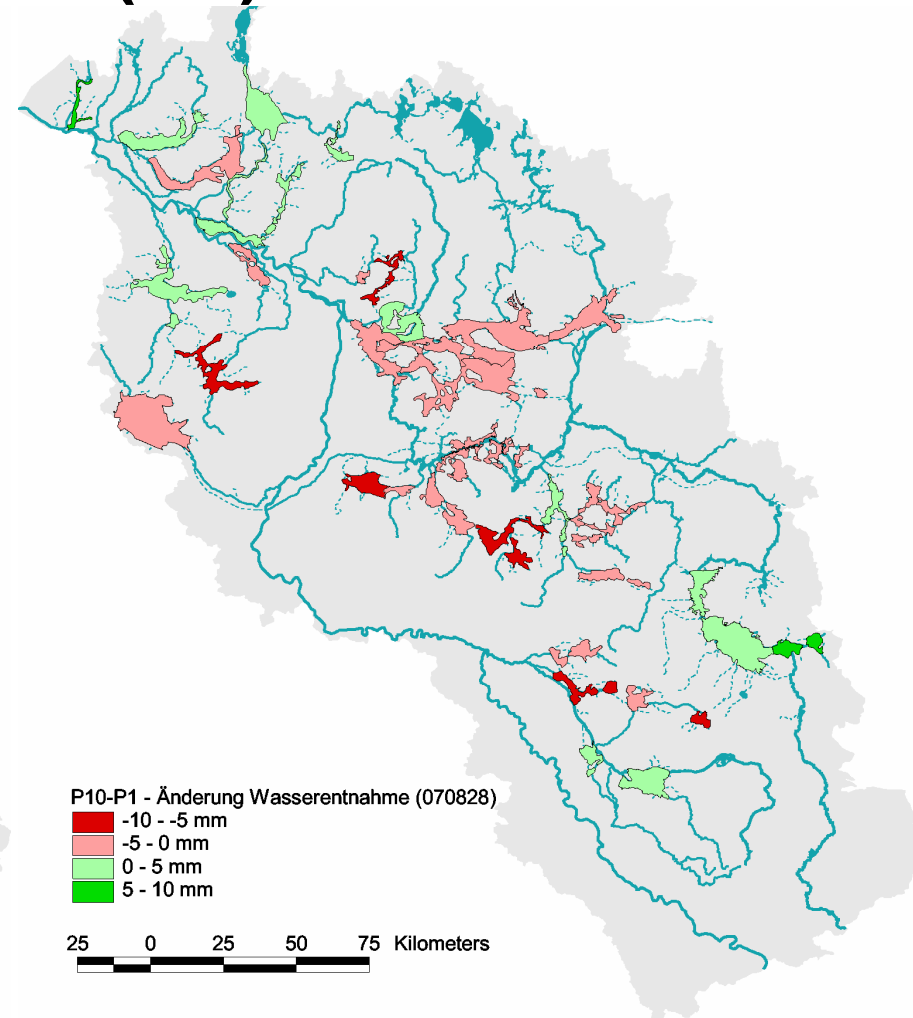 P10-P1 - Änderung Wasserentnahme (070828)
-10 - -5 mm
-5 - 0 mm
0 - 5 mm
5 - 10 mm
25 0 25 50 75 Kilometers